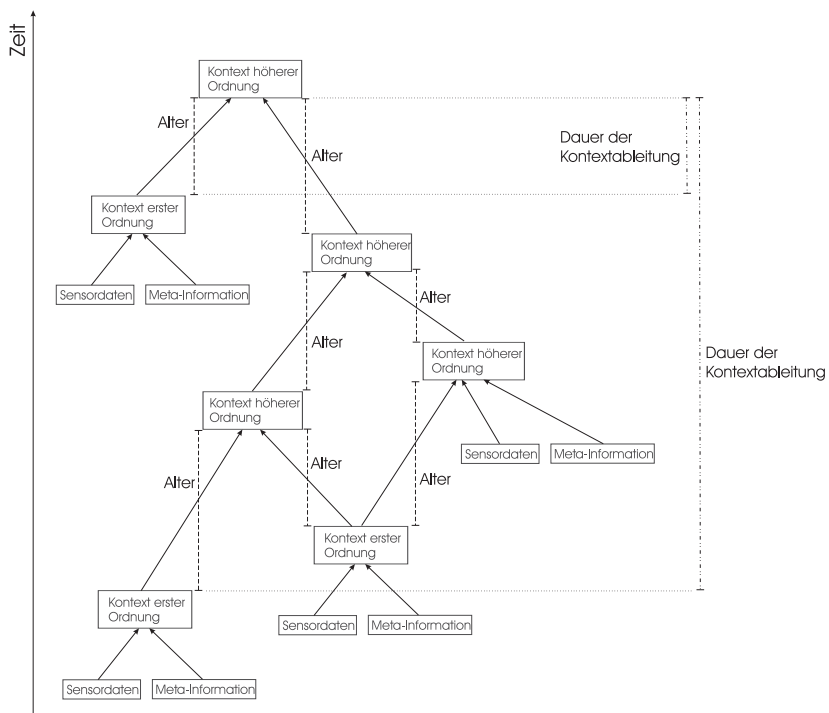 Zeit
Kontext höherer
Ordnung
Alter
Alter
Dauer der
Kontextableitung
Kontext erster
Ordnung
Kontext höherer
Ordnung
Sensordaten
Meta-Information
Alter
Alter
Kontext höherer
Ordnung
Dauer der
Kontextableitung
Kontext höherer
Ordnung
Sensordaten
Meta-Information
Alter
Alter
Alter
Kontext erster
Ordnung
Kontext erster
Ordnung
Sensordaten
Meta-Information
Sensordaten
Meta-Information